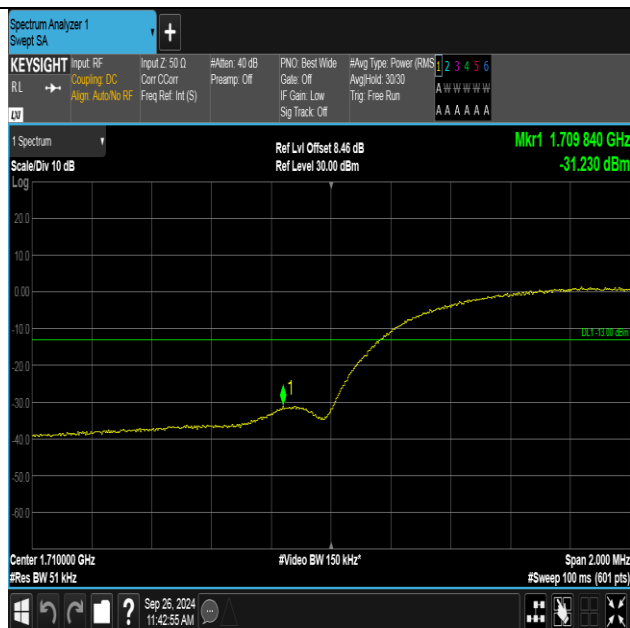 Spectrum Analyzer 1
Swept SA
KEYSIGHT Input: RF Input Z: 50 Ω #Atten: 40 dB PNO: Best Wide #Avg Type: Power (RMS 1 2 3 4 5 6
RL Coupling: DC Corr CCorr Preamp: Off Gate: Off Avg|Hold: 30/30 A W W W W W
Align: Auto/No RF Freq Ref: Int (S) IF Gain: Low Trig: Free Run
LXI Sig Track: Off A A A A A A
1 Spectrum Ref Lvl Offset 8.46 dB Mkr1 1.709 840 GHz
Scale/Div 10 dB Ref Level 30.00 dBm -31.230 dBm
Log
20.0
10.0
0.00
-10.0
DL1 -13.00 dBm
-20.0
1
-30.0
-40.0
-50.0
-60.0
Center 1.710000 GHz #Video BW 150 kHz* Span 2.000 MHz
#Res BW 51 kHz #Sweep 100 ms (601 pts)
? Sep 26, 2024
11:42:55 AM